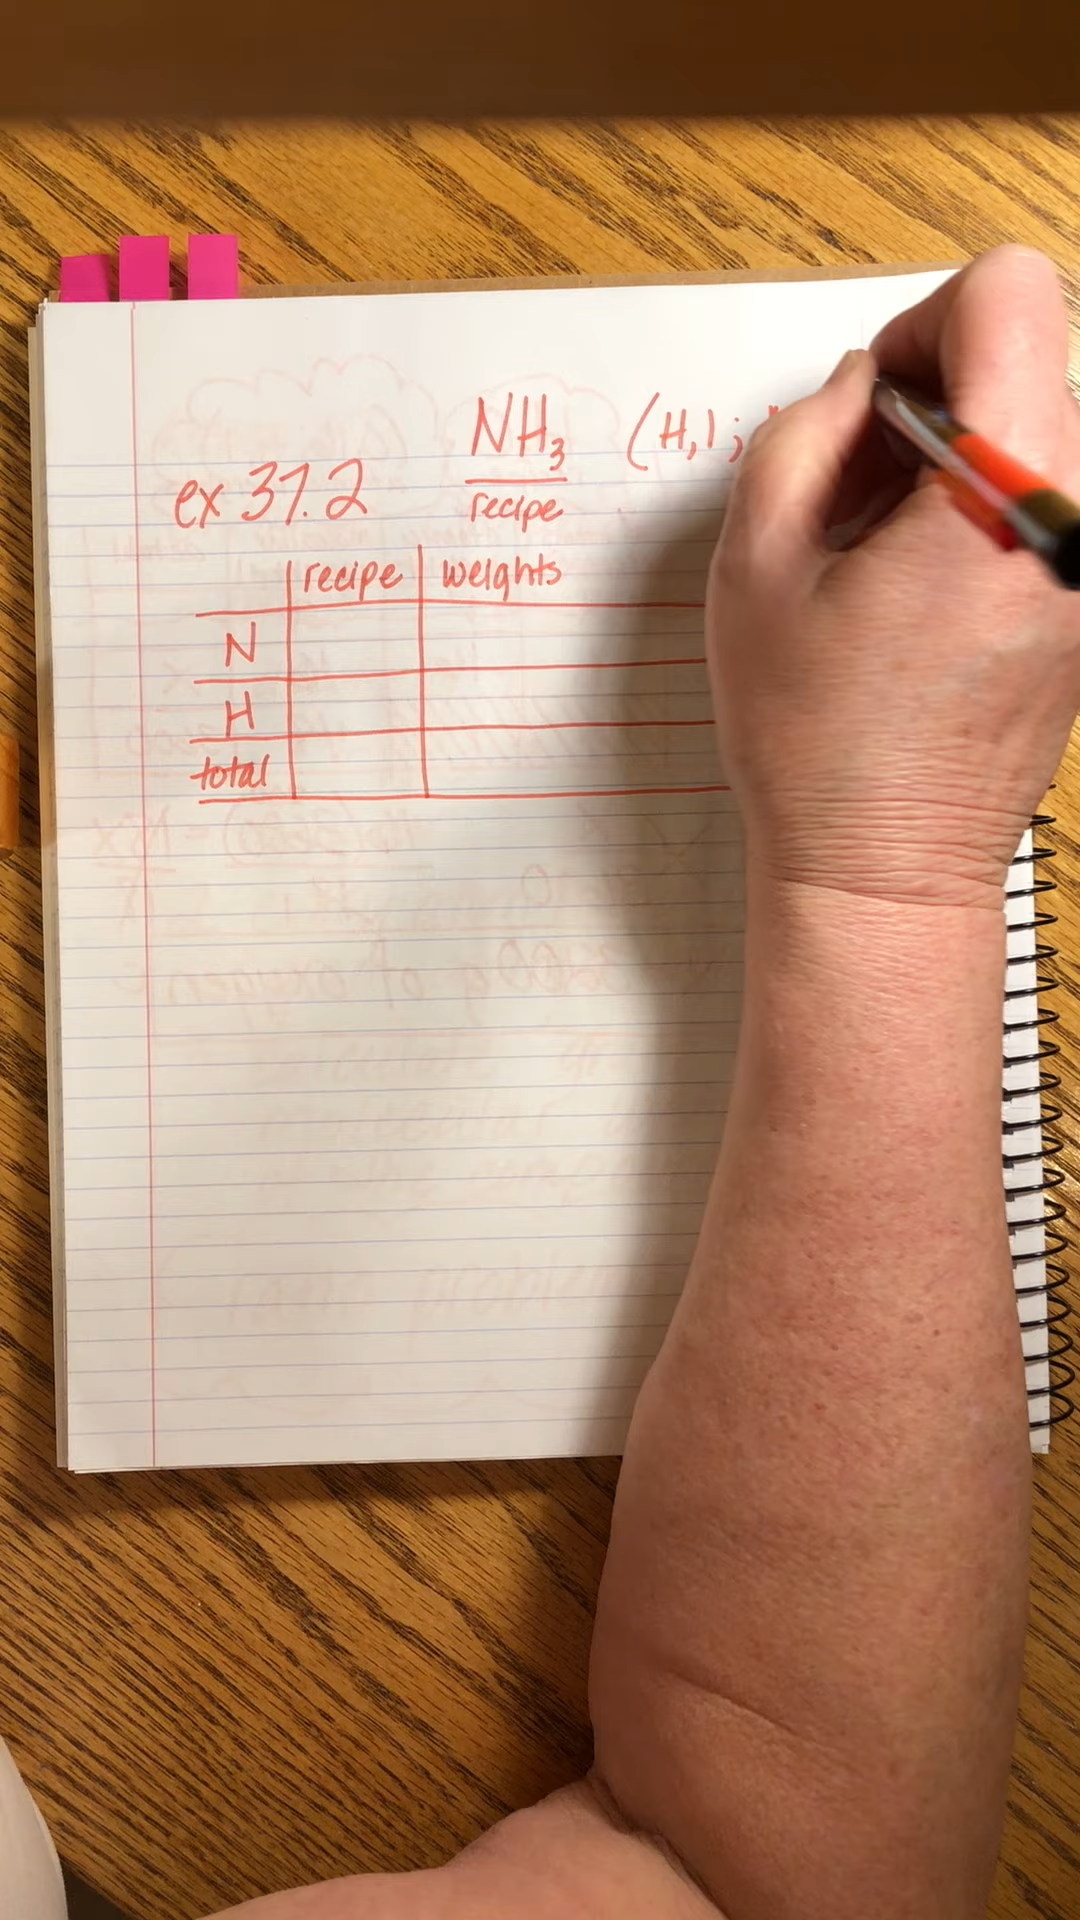 NH₃ (H,1;
ex 37.2 recipe
recipe weights
N
H
total